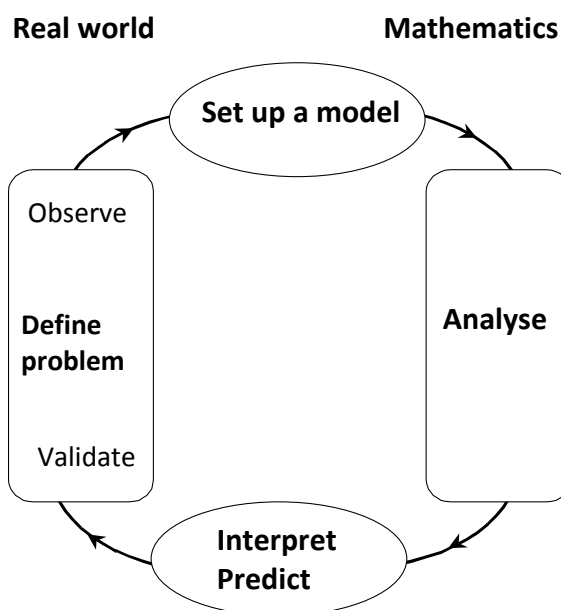 Real world
Mathematics
Set up a model
Observe
Define
problem
Validate
Analyse
Interpret
Predict